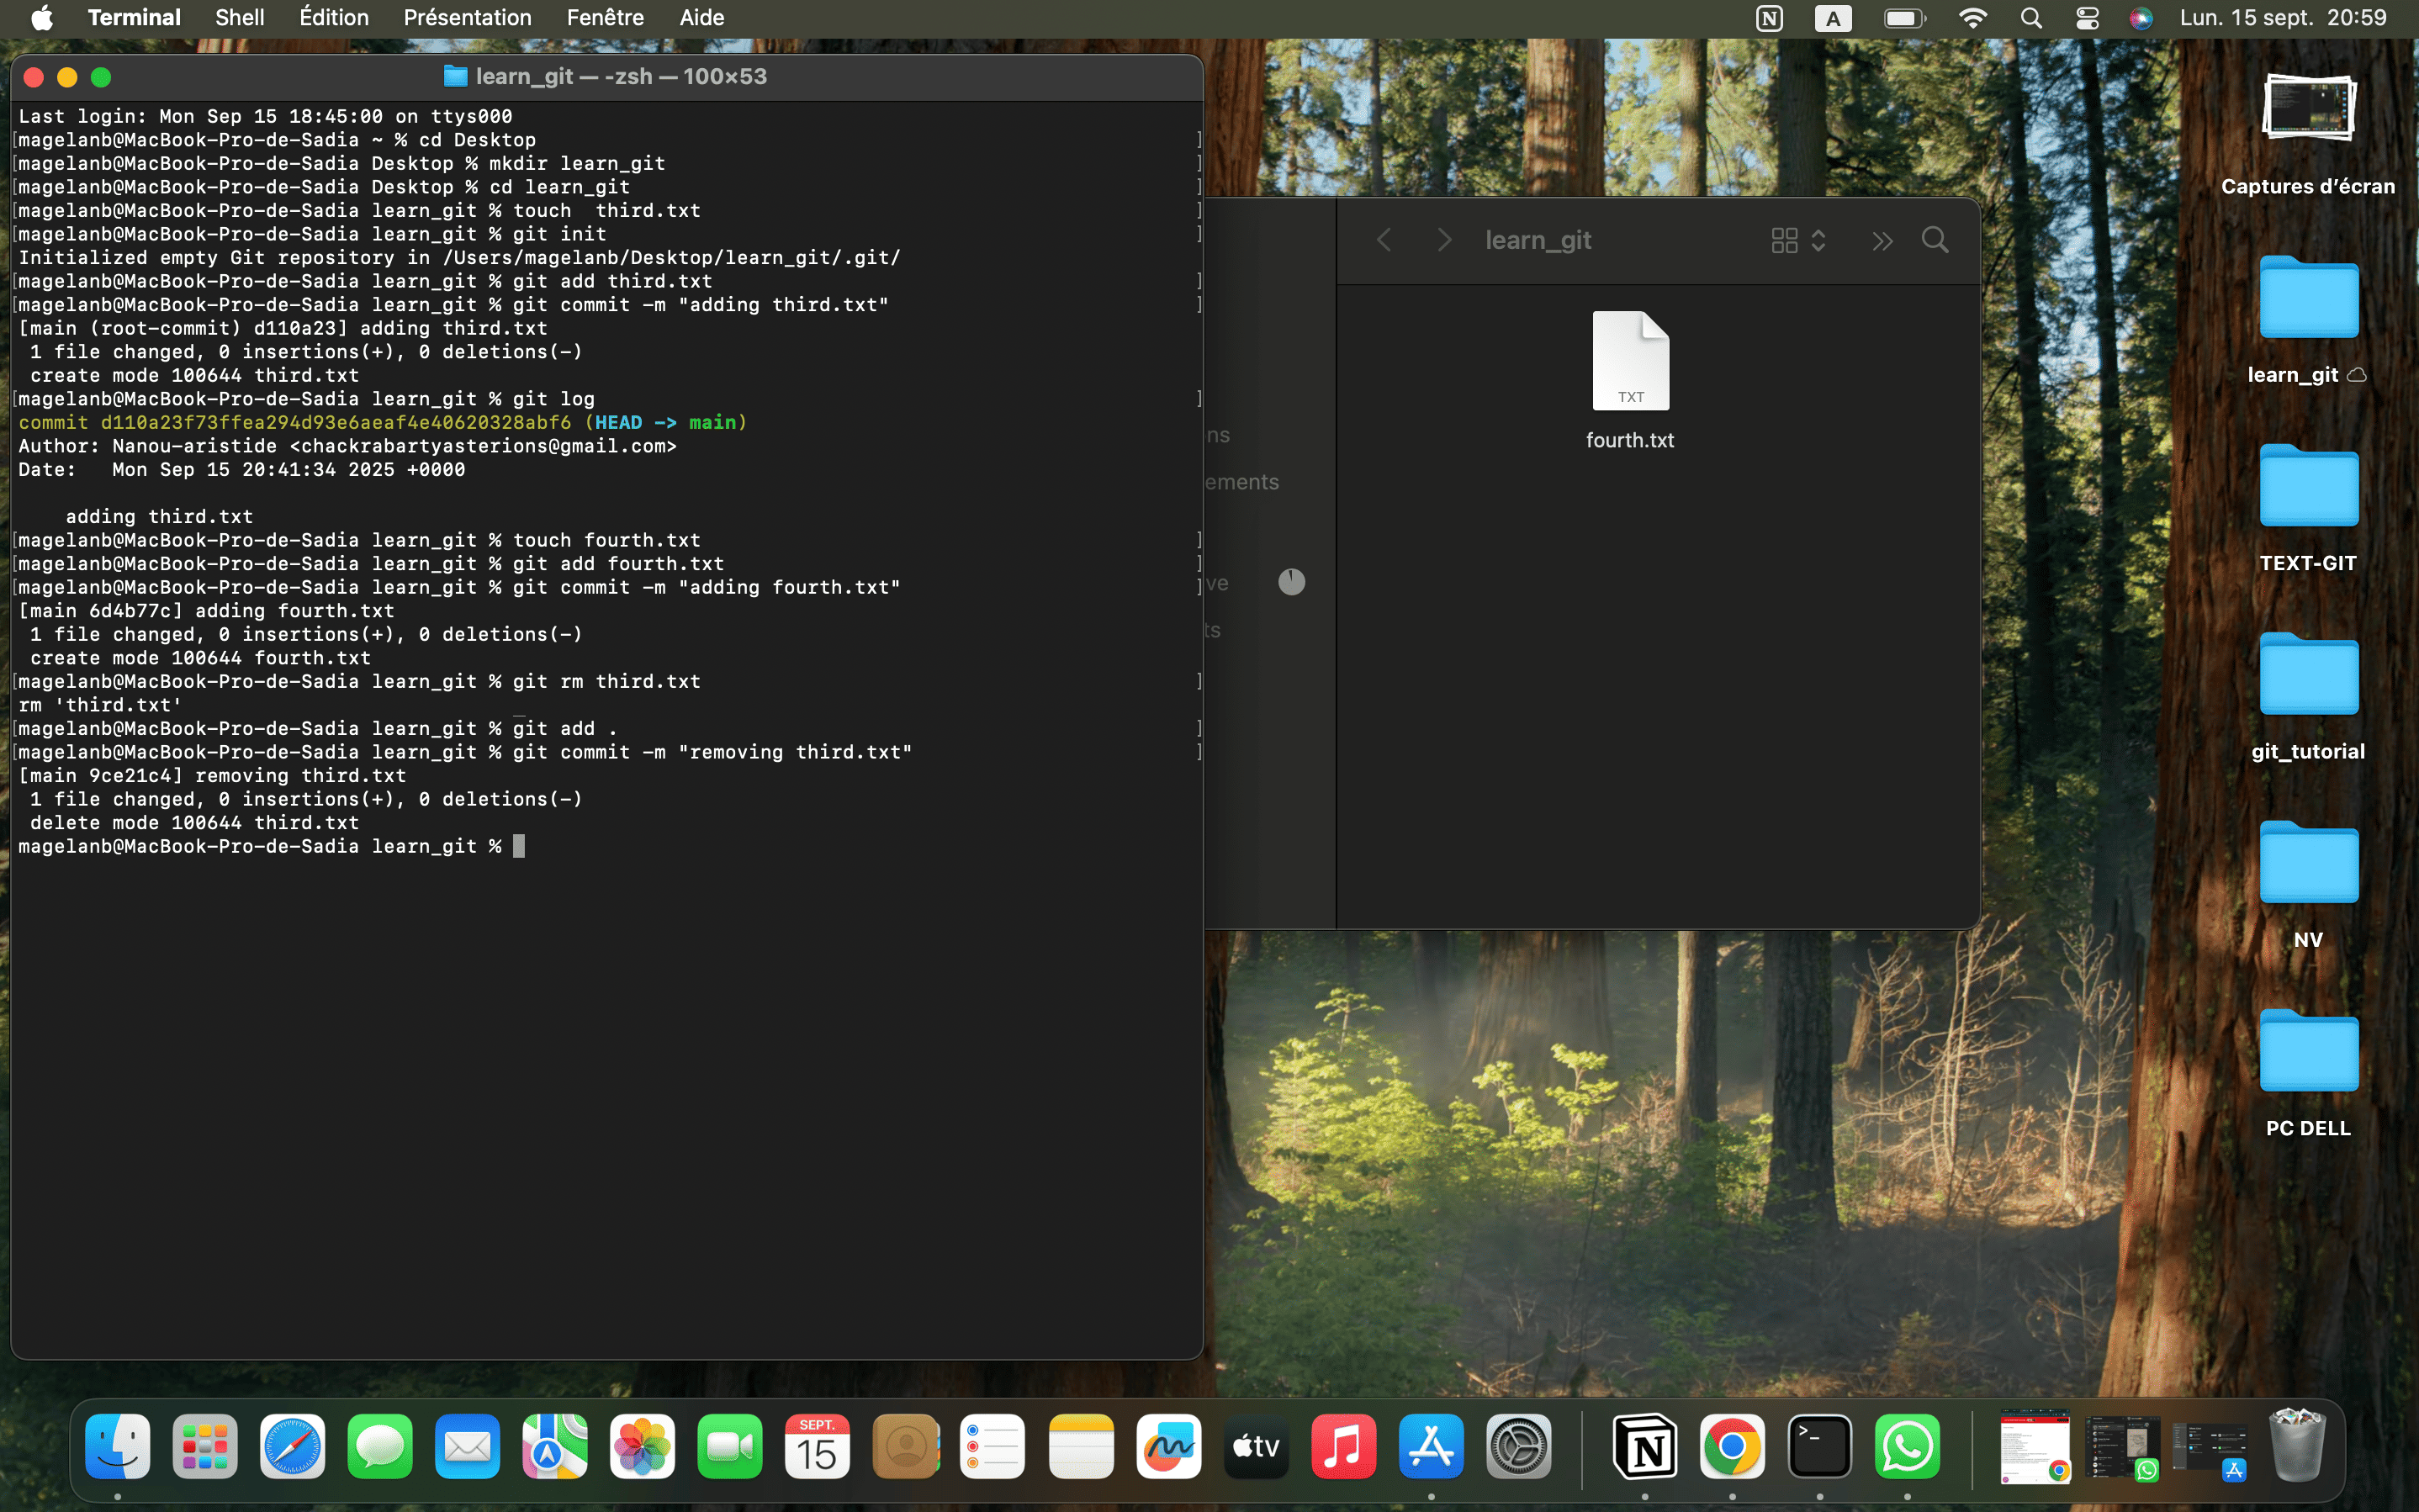 Terminal Shell Édition Présentation Fenêtre Aide
N A Lun. 15 sept. 20:59
learn_git — -zsh — 100×53
Last login: Mon Sep 15 18:45:00 on ttys000
[magelanb@MacBook-Pro-de-Sadia ~ % cd Desktop ]
[magelanb@MacBook-Pro-de-Sadia Desktop % mkdir learn_git ]
[magelanb@MacBook-Pro-de-Sadia Desktop % cd learn_git ]
[magelanb@MacBook-Pro-de-Sadia learn_git % touch  third.txt ]
[magelanb@MacBook-Pro-de-Sadia learn_git % git init ]
Initialized empty Git repository in /Users/magelanb/Desktop/learn_git/.git/
[magelanb@MacBook-Pro-de-Sadia learn_git % git add third.txt ]
[magelanb@MacBook-Pro-de-Sadia learn_git % git commit -m "adding third.txt" ]
[main (root-commit) d110a23] adding third.txt
 1 file changed, 0 insertions(+), 0 deletions(-)
 create mode 100644 third.txt
[magelanb@MacBook-Pro-de-Sadia learn_git % git log ]
commit d110a23f73ffea294d93e6aeaf4e40620328abf6 (HEAD -> main)
Author: Nanou-aristide <chackrabartyasterions@gmail.com>
Date:   Mon Sep 15 20:41:34 2025 +0000
    adding third.txt
[magelanb@MacBook-Pro-de-Sadia learn_git % touch fourth.txt ]
[magelanb@MacBook-Pro-de-Sadia learn_git % git add fourth.txt ]
[magelanb@MacBook-Pro-de-Sadia learn_git % git commit -m "adding fourth.txt" ]
[main 6d4b77c] adding fourth.txt
 1 file changed, 0 insertions(+), 0 deletions(-)
 create mode 100644 fourth.txt
[magelanb@MacBook-Pro-de-Sadia learn_git % git rm third.txt ]
rm 'third.txt'
[magelanb@MacBook-Pro-de-Sadia learn_git % git add . ]
[magelanb@MacBook-Pro-de-Sadia learn_git % git commit -m "removing third.txt" ]
[main 9ce21c4] removing third.txt
 1 file changed, 0 insertions(+), 0 deletions(-)
 delete mode 100644 third.txt
magelanb@MacBook-Pro-de-Sadia learn_git %
learn_git
ns
ements
ve
ts
TXT
fourth.txt
Captures d’écran
learn_git
TEXT-GIT
git_tutorial
NV
PC DELL
SEPT.
15
tv
N
>_